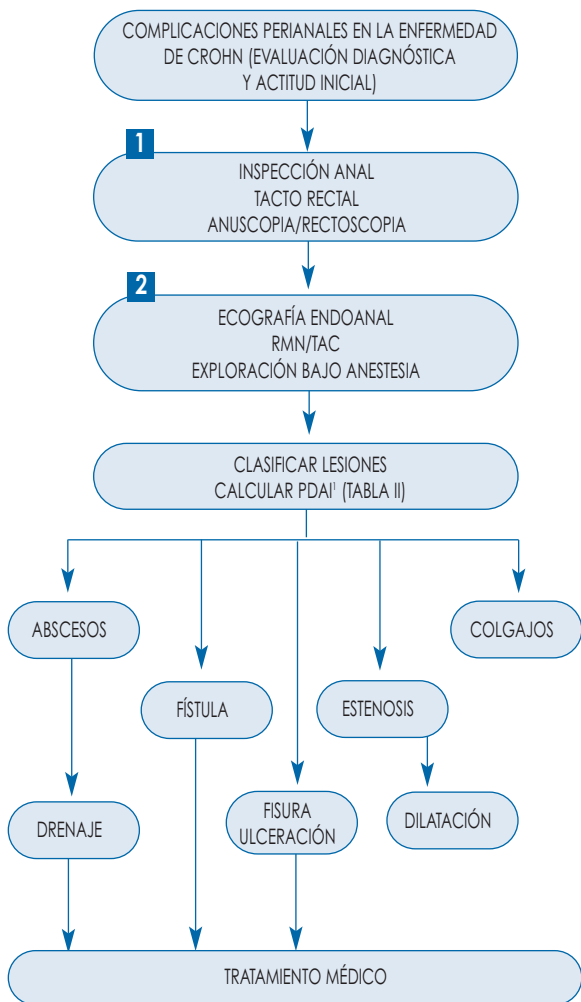 COMPLICACIONES PERIANALES EN LA ENFERMEDAD
DE CROHN (EVALUACIÓN DIAGNÓSTICA
Y ACTITUD INICIAL)
1
INSPECCIÓN ANAL
TACTO RECTAL
ANUSCOPIA/RECTOSCOPIA
2
ECOGRAFÍA ENDOANAL
RMN/TAC
EXPLORACIÓN BAJO ANESTESIA
CLASIFICAR LESIONES
CALCULAR PDAI¹ (TABLA II)
ABSCESOS
COLGAJOS
FÍSTULA
ESTENOSIS
DRENAJE
FISURA
ULCERACIÓN
DILATACIÓN
TRATAMIENTO MÉDICO